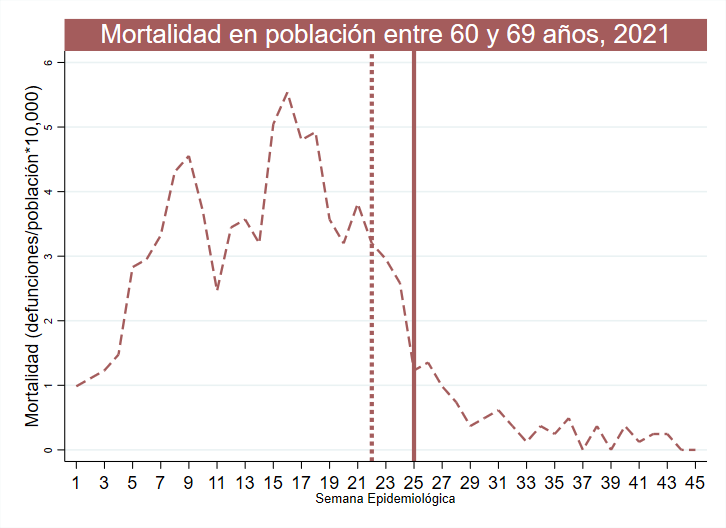 Mortalidad en población entre 60 y 69 años, 2021
Mortalidad (defunciones/población*10,000)
6
5
4
3
2
1
0
1 3 5 7 9 11 13 15 17 19 21 23 25 27 29 31 33 35 37 39 41 43 45
Semana Epidemiológica